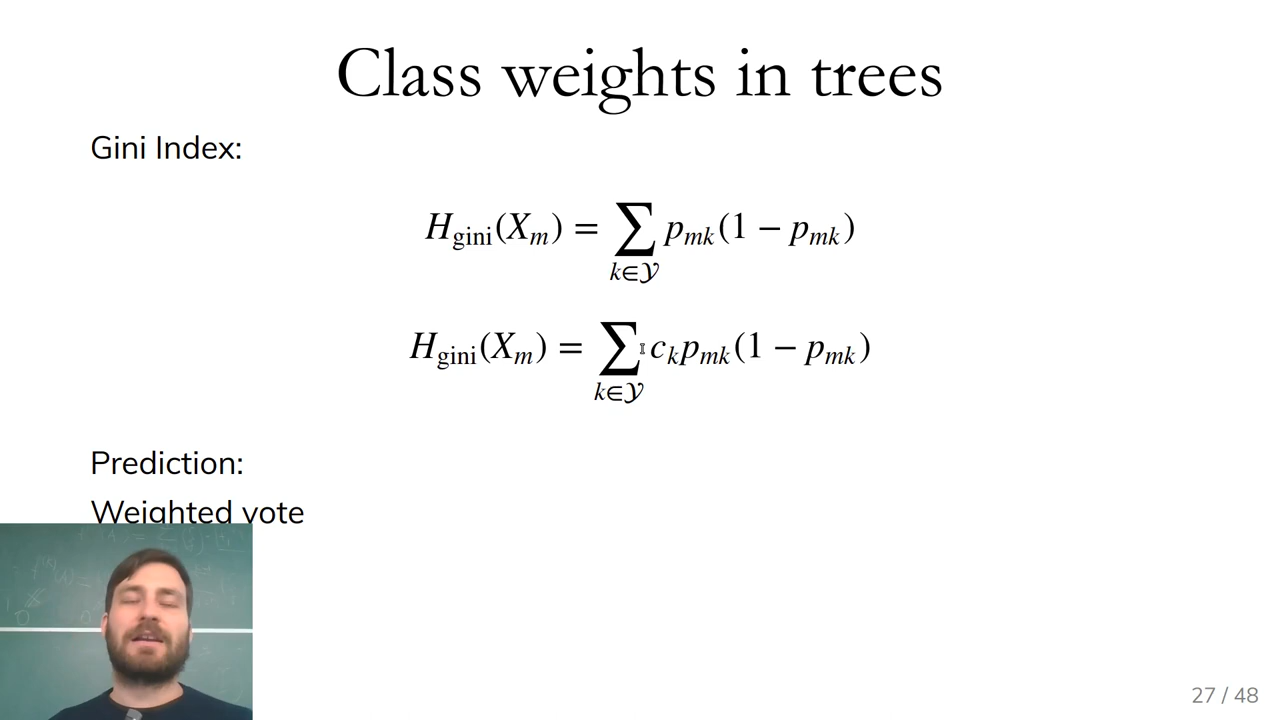 Class weights in trees
Gini Index:
H_gini(X_m) = ∑_{k∈𝒴} p_mk(1 − p_mk)
H_gini(X_m) = ∑_{k∈𝒴} c_k p_mk(1 − p_mk)
Prediction:
Weighted vote
27 / 48